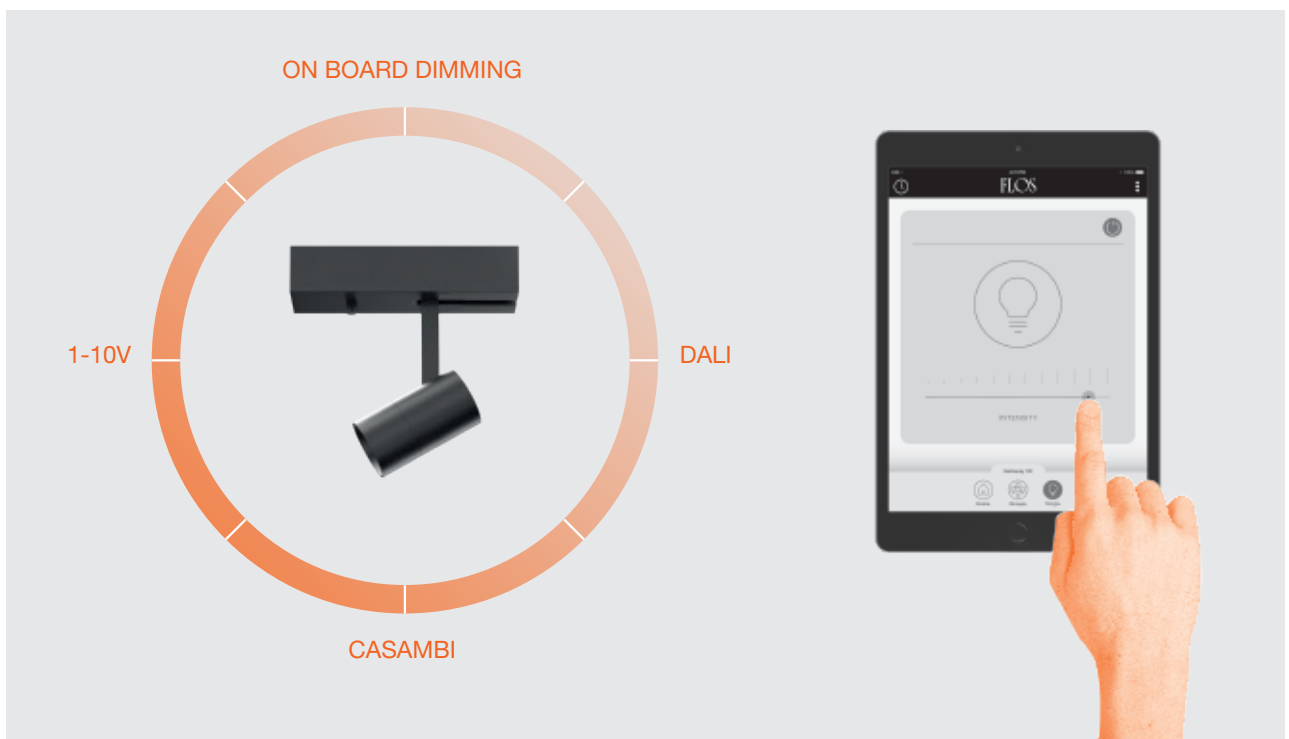 ON BOARD DIMMING
1-10V
DALI
CASAMBI
FLOS
INTENSITY